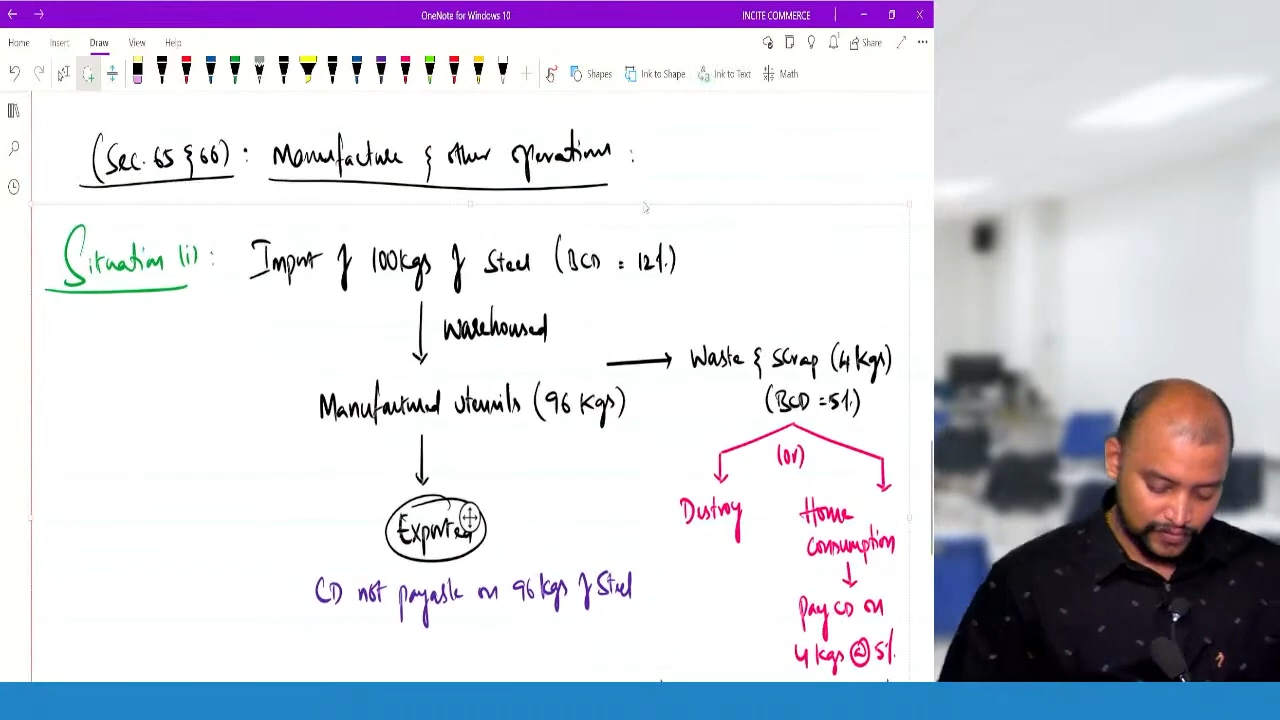 OneNote for Windows 10
INCITE COMMERCE
Home Insert Draw View Help
Share
Shapes Ink to Shape Ink to Text Math
(Sec. 65 & 66) : Manufacture & other operations :
Situation (i) : Import of 100kgs of Steel (BCD = 12%)
warehoused
Manufactured utensils (96 kgs)
Waste & Scrap (4 kgs)
(BCD = 5%)
(or)
Destroy
Home
consumption
Exported
CD not payable on 96 kgs of Steel
Pay CD on
4 kgs @ 5%